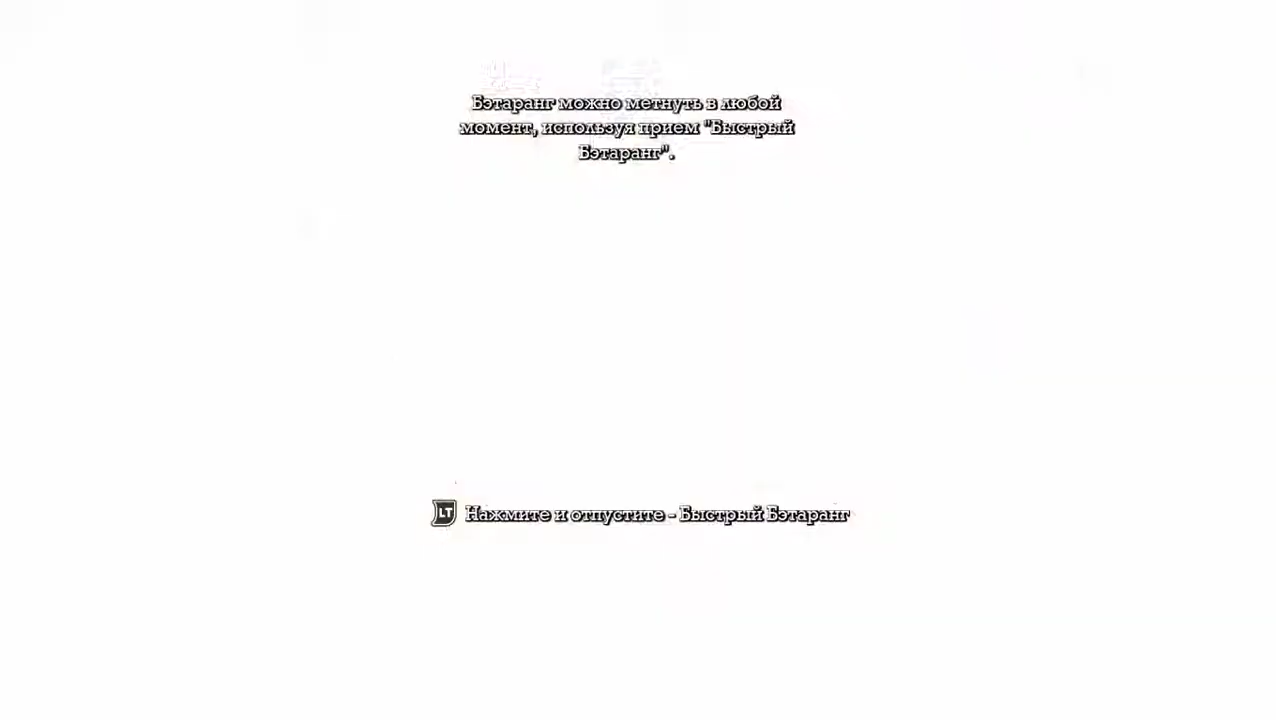 Бэтаранг можно метнуть в любой
момент, используя прием "Быстрый
Бэтаранг".
LT Нажмите и отпустите - Быстрый Бэтаранг